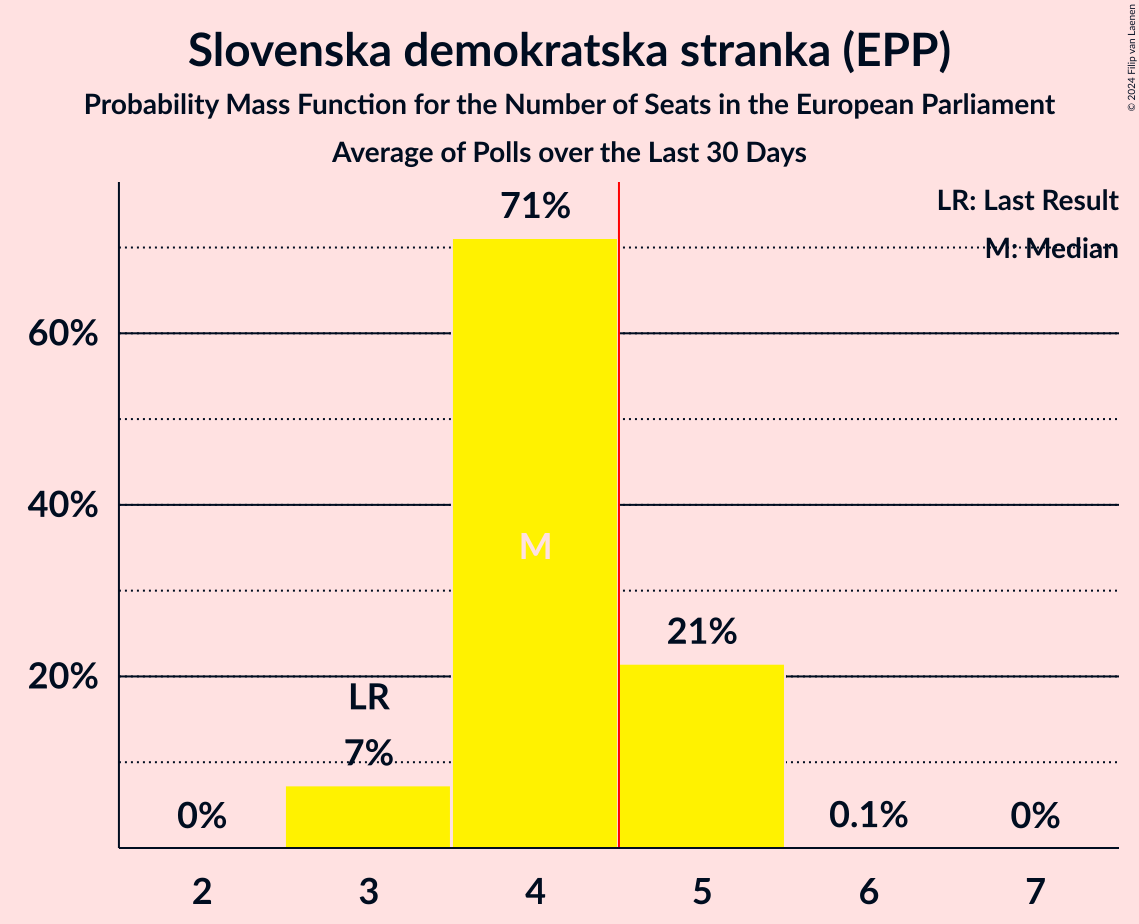 Slovenska demokratska stranka (EPP)
Probability Mass Function for the Number of Seats in the European Parliament
Average of Polls over the Last 30 Days
© 2024 Filip van Laenen
LR: Last Result
M: Median
71%
60%
40%
M
21%
20%
LR
7%
0%
0.1%
0%
2 3 4 5 6 7